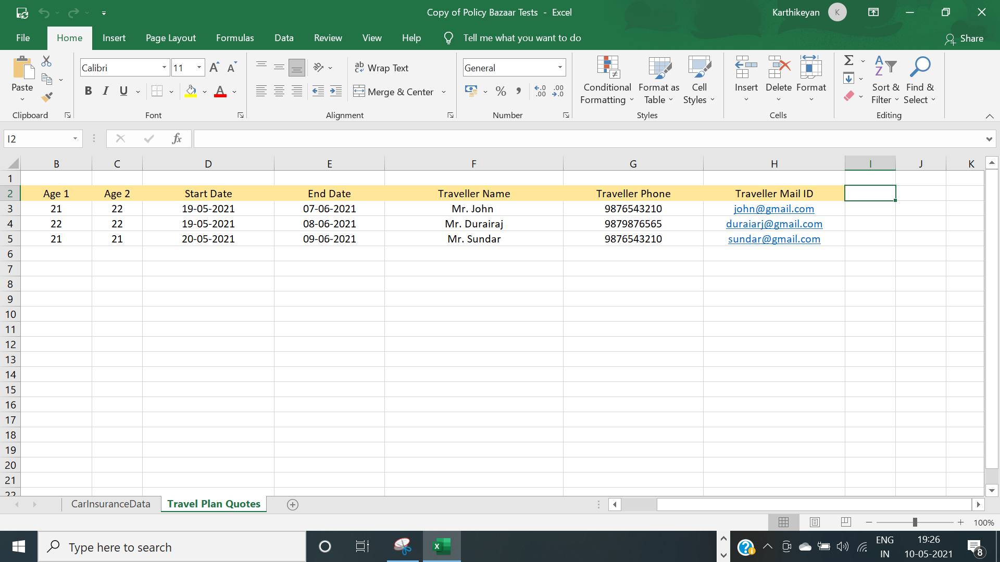 Copy of Policy Bazaar Tests - Excel
Karthikeyan K
File Home Insert Page Layout Formulas Data Review View Help Tell me what you want to do Share
Calibri 11 ab Wrap Text General
Paste B I U A Merge & Center % Conditional Formatting Format as Table Cell Styles Insert Delete Format Sort & Filter Find & Select
Clipboard Font Alignment Number Styles Cells Editing
I2 fx
B C D E F G H I J K
1
2 Age 1 Age 2 Start Date End Date Traveller Name Traveller Phone Traveller Mail ID
3 21 22 19-05-2021 07-06-2021 Mr. John 9876543210 john@gmail.com
4 22 22 19-05-2021 08-06-2021 Mr. Durairaj 9879876565 duraiarj@gmail.com
5 21 21 20-05-2021 09-06-2021 Mr. Sundar 9876543210 sundar@gmail.com
6
7
8
9
10
11
12
13
14
15
16
17
18
19
20
21
22
CarInsuranceData Travel Plan Quotes
100%
Type here to search
ENG 19:26
IN 10-05-2021 8